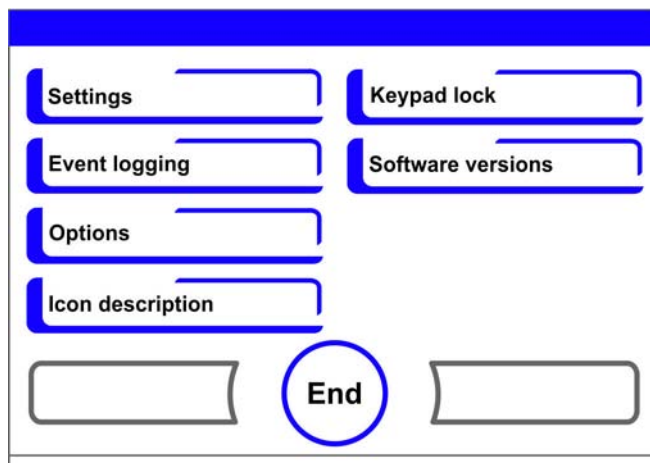 Settings
Keypad lock
Event logging
Software versions
Options
Icon description
End